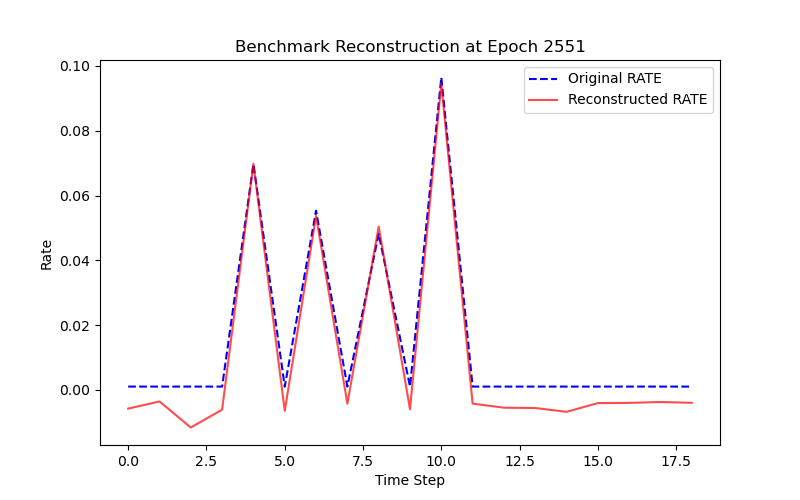 Benchmark Reconstruction at Epoch 2551
Original RATE
Reconstructed RATE
0.10
0.08
0.06
0.04
0.02
0.00
Rate
0.0 2.5 5.0 7.5 10.0 12.5 15.0 17.5
Time Step